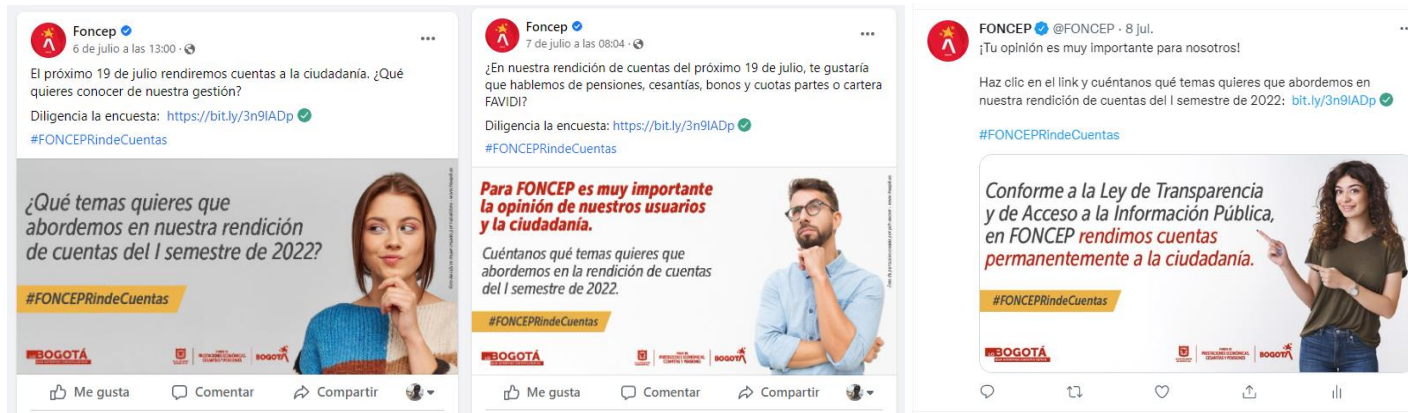 Foncep
6 de julio a las 13:00 ·
El próximo 19 de julio rendiremos cuentas a la ciudadanía. ¿Qué
quieres conocer de nuestra gestión?
Diligencia la encuesta: https://bit.ly/3n9lADp
#FONCEPRindeCuentas
¿Qué temas quieres que
abordemos en nuestra rendición
de cuentas del I semestre de 2022?
#FONCEPRindeCuentas
BOGOTÁ
BOGOTÁ
Me gusta
Comentar
Compartir
Foncep
7 de julio a las 08:04 ·
¿En nuestra rendición de cuentas del próximo 19 de julio, te gustaría
que hablemos de pensiones, cesantías, bonos y cuotas partes o cartera
FAVIDI?
Diligencia la encuesta: https://bit.ly/3n9lADp
#FONCEPRindeCuentas
Para FONCEP es muy importante
la opinión de nuestros usuarios
y la ciudadanía.
Cuéntanos qué temas quieres que
abordemos en la rendición de cuentas
del I semestre de 2022.
#FONCEPRindeCuentas
BOGOTÁ
BOGOTÁ
Me gusta
Comentar
Compartir
FONCEP @FONCEP · 8 jul.
¡Tu opinión es muy importante para nosotros!
Haz clic en el link y cuéntanos qué temas quieres que abordemos en
nuestra rendición de cuentas del I semestre de 2022: bit.ly/3n9lADp
#FONCEPRindeCuentas
Conforme a la Ley de Transparencia
y de Acceso a la Información Pública,
en FONCEP rendimos cuentas
permanentemente a la ciudadanía.
#FONCEPRindeCuentas
BOGOTÁ
BOGOTÁ